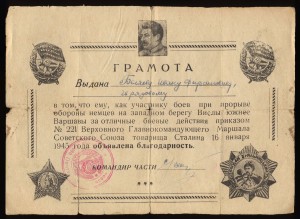 ГРАМОТА
Выдана
в том,что ему, как участнику боев при прорыве
обороны немцев на западном берегу Вислы южнее
Варшавы за отличные боевые действия приказом
№ 221 Верховного Главнокомандующего Маршала
Советского Союза товарища Сталина 16 января
1945 года объявлена благодарность.
КОМАНДИР ЧАСТИ